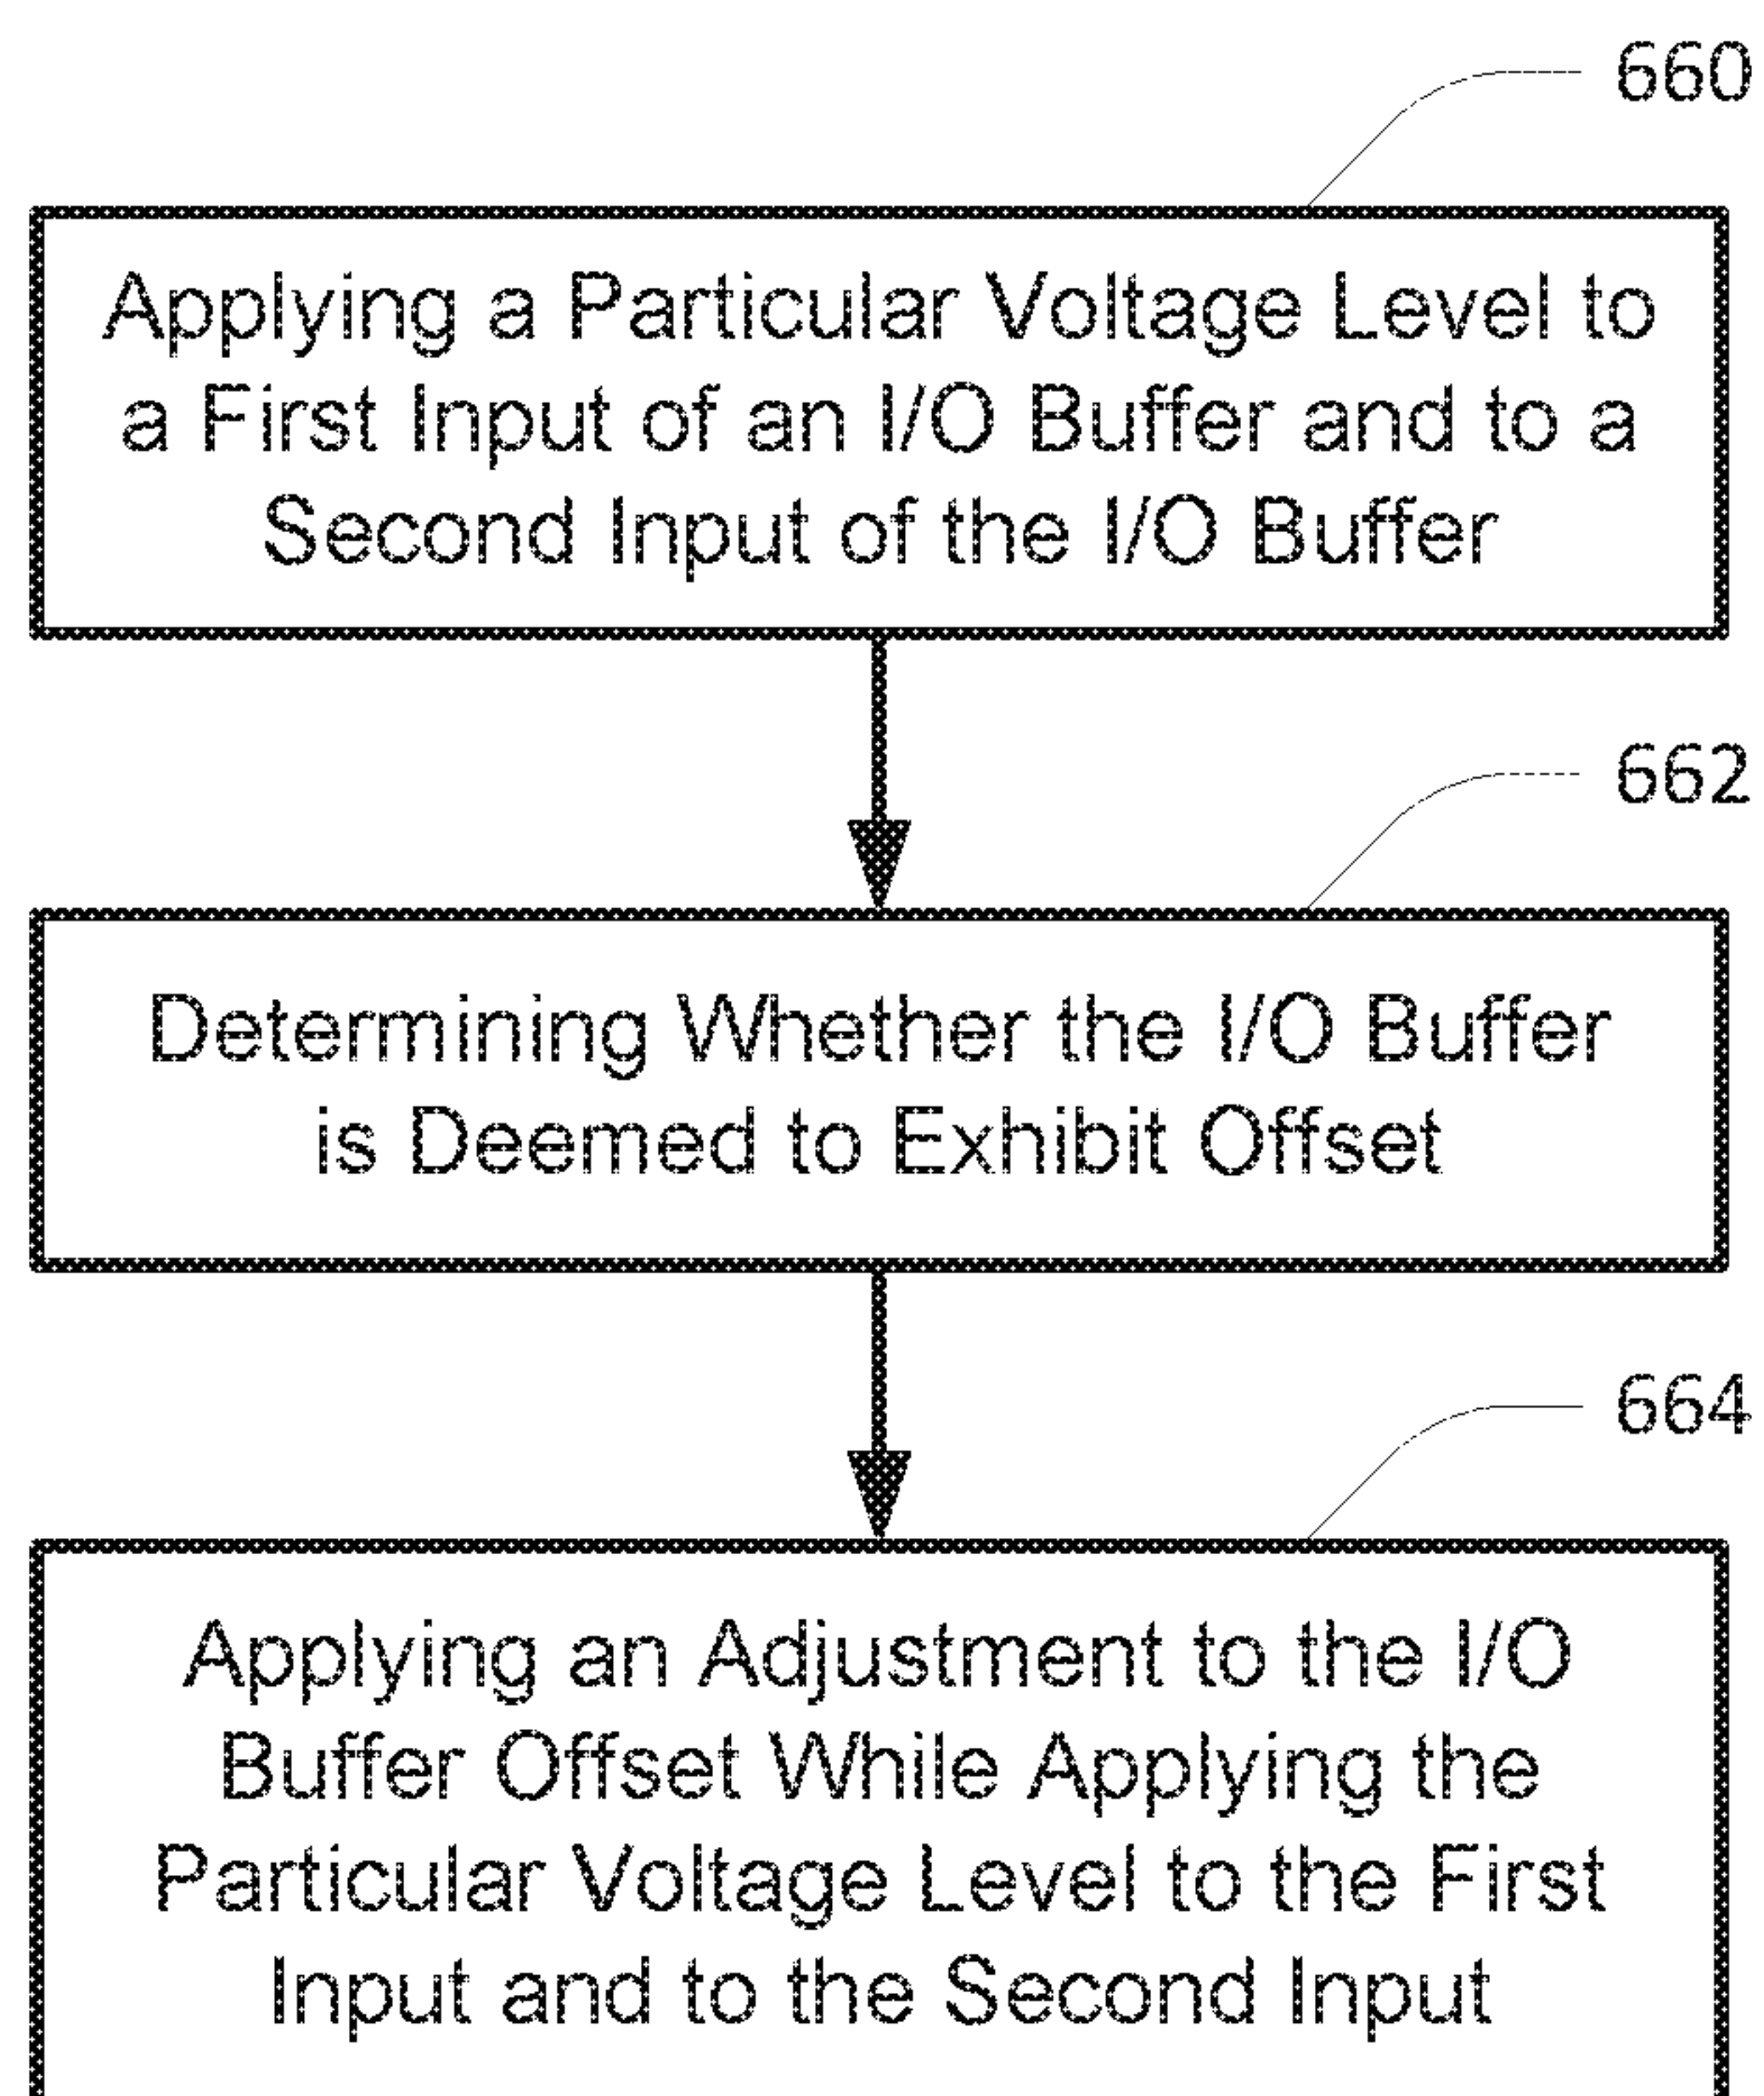 660
Applying a Particular Voltage Level to
a First Input of an I/O Buffer and to a
Second Input of the I/O Buffer
662
Determining Whether the I/O Buffer
is Deemed to Exhibit Offset
664
Applying an Adjustment to the I/O
Buffer Offset While Applying the
Particular Voltage Level to the First
Input and to the Second Input